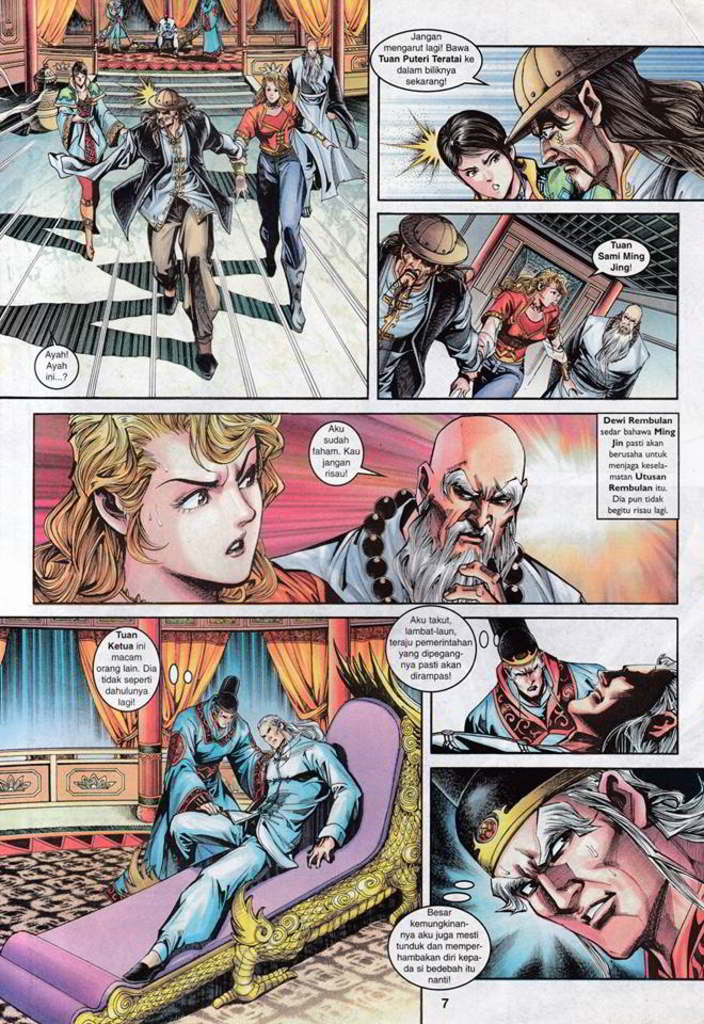 Ayah!
Ayah
ini...?
Jangan
mengarut lagi! Bawa
Tuan Puteri Teratai ke
dalam biliknya
sekarang!
Tuan
Sami Ming
Jing!
Aku
sudah
faham. Kau
jangan
risau!
Dewi Rembulan
sedar bahawa Ming
Jin pasti akan
berusaha untuk
menjaga kesela-
matan Utusan
Rembulan itu.
Dia pun tidak
begitu risau lagi.
Tuan
Ketua ini
macam
orang lain. Dia
tidak seperti
dahulunya
lagi!
Aku takut,
lambat-laun,
teraju pemerintahan
yang dipegang-
nya pasti akan
dirampas!
Besar
kemungkinan-
nya aku juga mesti
tunduk dan memper-
hambakan diri kepa-
da si bedebah itu
nanti!
7